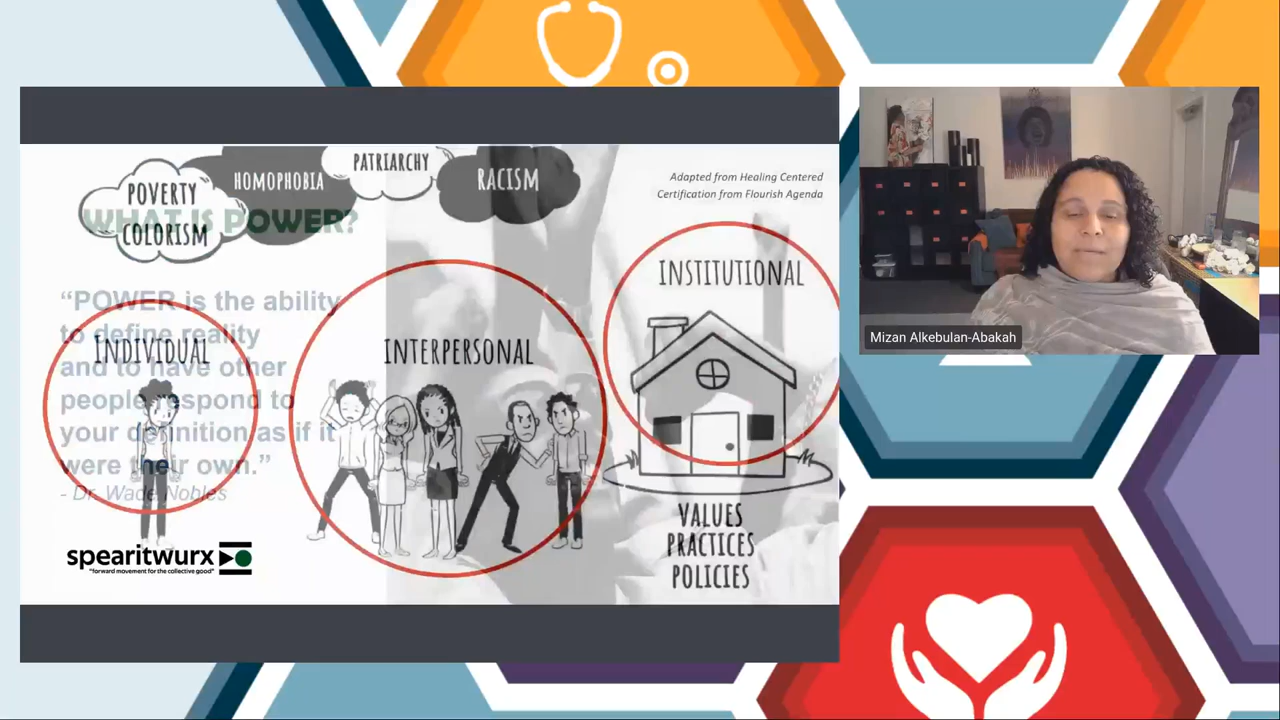 POVERTY
COLORISM
HOMOPHOBIA
PATRIARCHY
RACISM
Adapted from Healing Centered
Certification from Flourish Agenda
WHAT IS POWER?
“POWER is the ability
to define reality
and to have other
people respond to
your definition as if it
were their own.”
- Dr. Wade Nobles
INDIVIDUAL
INTERPERSONAL
INSTITUTIONAL
VALUES
PRACTICES
POLICIES
spearitwurx
"forward movement for the collective good"
Mizan Alkebulan-Abakah